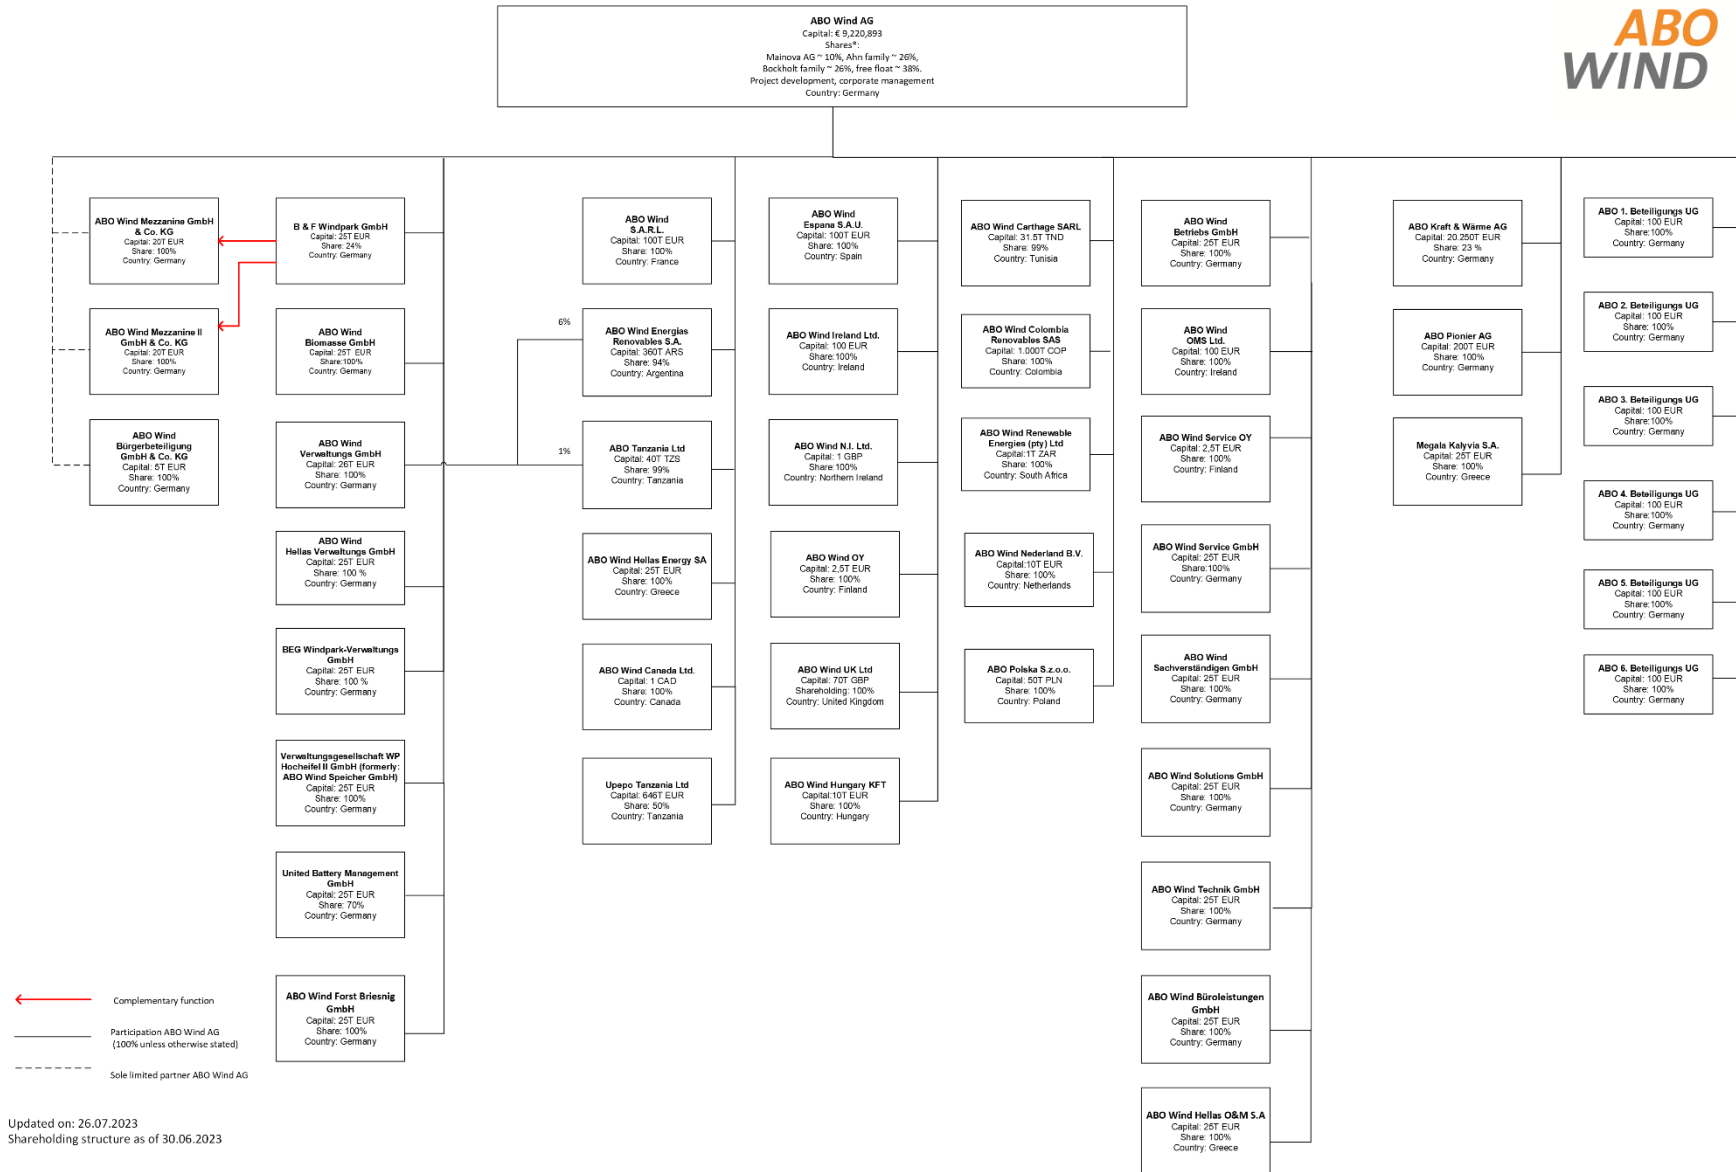 ABO Wind AG
Capital: € 9,220,893
Shares*:
Mainova AG ~ 10%, Ahn family ~ 26%,
Bockholt family ~ 26%, free float ~ 38%.
Project development, corporate management
Country: Germany
ABO
WIND
ABO Wind Mezzanine GmbH
& Co. KG
Capital: 20T EUR
Share: 100%
Country: Germany
ABO Wind Mezzanine II
GmbH & Co. KG
Capital: 20T EUR
Share: 100%
Country: Germany
ABO Wind
Bürgerbeteiligung
GmbH & Co. KG
Capital: 5T EUR
Share: 100%
Country: Germany
B & F Windpark GmbH
Capital: 25T EUR
Share: 24%
Country: Germany
ABO Wind
Biomasse GmbH
Capital: 25T EUR
Share:100%
Country: Germany
ABO Wind
Verwaltungs GmbH
Capital: 26T EUR
Share: 100%
Country: Germany
ABO Wind
Hellas Verwaltungs GmbH
Capital: 25T EUR
Share: 100 %
Country: Germany
BEG Windpark-Verwaltungs
GmbH
Capital: 25T EUR
Share: 100 %
Country: Germany
Verwaltungsgesellschaft WP
Hocheifel II GmbH (formerly:
ABO Wind Speicher GmbH)
Capital: 25T EUR
Share: 100%
Country: Germany
United Battery Management
GmbH
Capital: 25T EUR
Share: 70%
Country: Germany
ABO Wind Forst Briesnig
GmbH
Capital: 25T EUR
Share: 100%
Country: Germany
6%
1%
ABO Wind
S.A.R.L.
Capital: 100T EUR
Share: 100%
Country: France
ABO Wind Energias
Renovables S.A.
Capital: 360T ARS
Share: 94%
Country: Argentina
ABO Tanzania Ltd
Capital: 40T TZS
Share: 99%
Country: Tanzania
ABO Wind Hellas Energy SA
Capital: 25T EUR
Share: 100%
Country: Greece
ABO Wind Canada Ltd.
Capital: 1 CAD
Share: 100%
Country: Canada
Upepo Tanzania Ltd
Capital: 646T EUR
Share: 50%
Country: Tanzania
ABO Wind
Espana S.A.U.
Capital: 100T EUR
Share: 100%
Country: Spain
ABO Wind Ireland Ltd.
Capital: 100 EUR
Share:100%
Country: Ireland
ABO Wind N.I. Ltd.
Capital: 1 GBP
Share:100%
Country: Northern Ireland
ABO Wind OY
Capital: 2,5T EUR
Share: 100%
Country: Finland
ABO Wind UK Ltd
Capital: 70T GBP
Shareholding: 100%
Country: United Kingdom
ABO Wind Hungary KFT
Capital:10T EUR
Share: 100%
Country: Hungary
ABO Wind Carthage SARL
Capital: 31.5T TND
Share: 99%
Country: Tunisia
ABO Wind Colombia
Renovables SAS
Capital: 1.000T COP
Share: 100%
Country: Colombia
ABO Wind Renewable
Energies (pty) Ltd
Capital:1T ZAR
Share: 100%
Country: South Africa
ABO Wind Nederland B.V.
Capital:10T EUR
Share: 100%
Country: Netherlands
ABO Polska S.z.o.o.
Capital: 50T PLN
Share: 100%
Country: Poland
ABO Wind
Betriebs GmbH
Capital: 25T EUR
Share: 100%
Country: Germany
ABO Wind
OMS Ltd.
Capital: 100 EUR
Share: 100%
Country: Ireland
ABO Wind Service OY
Capital: 2,5T EUR
Share: 100%
Country: Finland
ABO Wind Service GmbH
Capital: 25T EUR
Share:100%
Country: Germany
ABO Wind
Sachverständigen GmbH
Capital: 25T EUR
Share: 100%
Country: Germany
ABO Wind Solutions GmbH
Capital: 25T EUR
Share: 100%
Country: Germany
ABO Wind Technik GmbH
Capital: 25T EUR
Share: 100%
Country: Germany
ABO Wind Büroleistungen
GmbH
Capital: 25T EUR
Share: 100%
Country: Germany
ABO Wind Hellas O&M S.A
Capital: 25T EUR
Share: 100%
Country: Greece
ABO Kraft & Wärme AG
Capital: 20.250T EUR
Share: 23 %
Country: Germany
ABO Pionier AG
Capital: 200T EUR
Share: 100%
Country: Germany
Megala Kalyvia S.A.
Capital: 25T EUR
Share: 100%
Country: Greece
ABO 1. Beteiligungs UG
Capital: 100 EUR
Share:100%
Country: Germany
ABO 2. Beteiligungs UG
Capital: 100 EUR
Share: 100%
Country: Germany
ABO 3. Beteiligungs UG
Capital: 100 EUR
Share:100%
Country: Germany
ABO 4. Beteiligungs UG
Capital: 100 EUR
Share:100%
Country: Germany
ABO 5. Beteiligungs UG
Capital: 100 EUR
Share:100%
Country: Germany
ABO 6. Beteiligungs UG
Capital: 100 EUR
Share: 100%
Country: Germany
Complementary function
Participation ABO Wind AG
(100% unless otherwise stated)
Sole limited partner ABO Wind AG
Updated on: 26.07.2023
Shareholding structure as of 30.06.2023